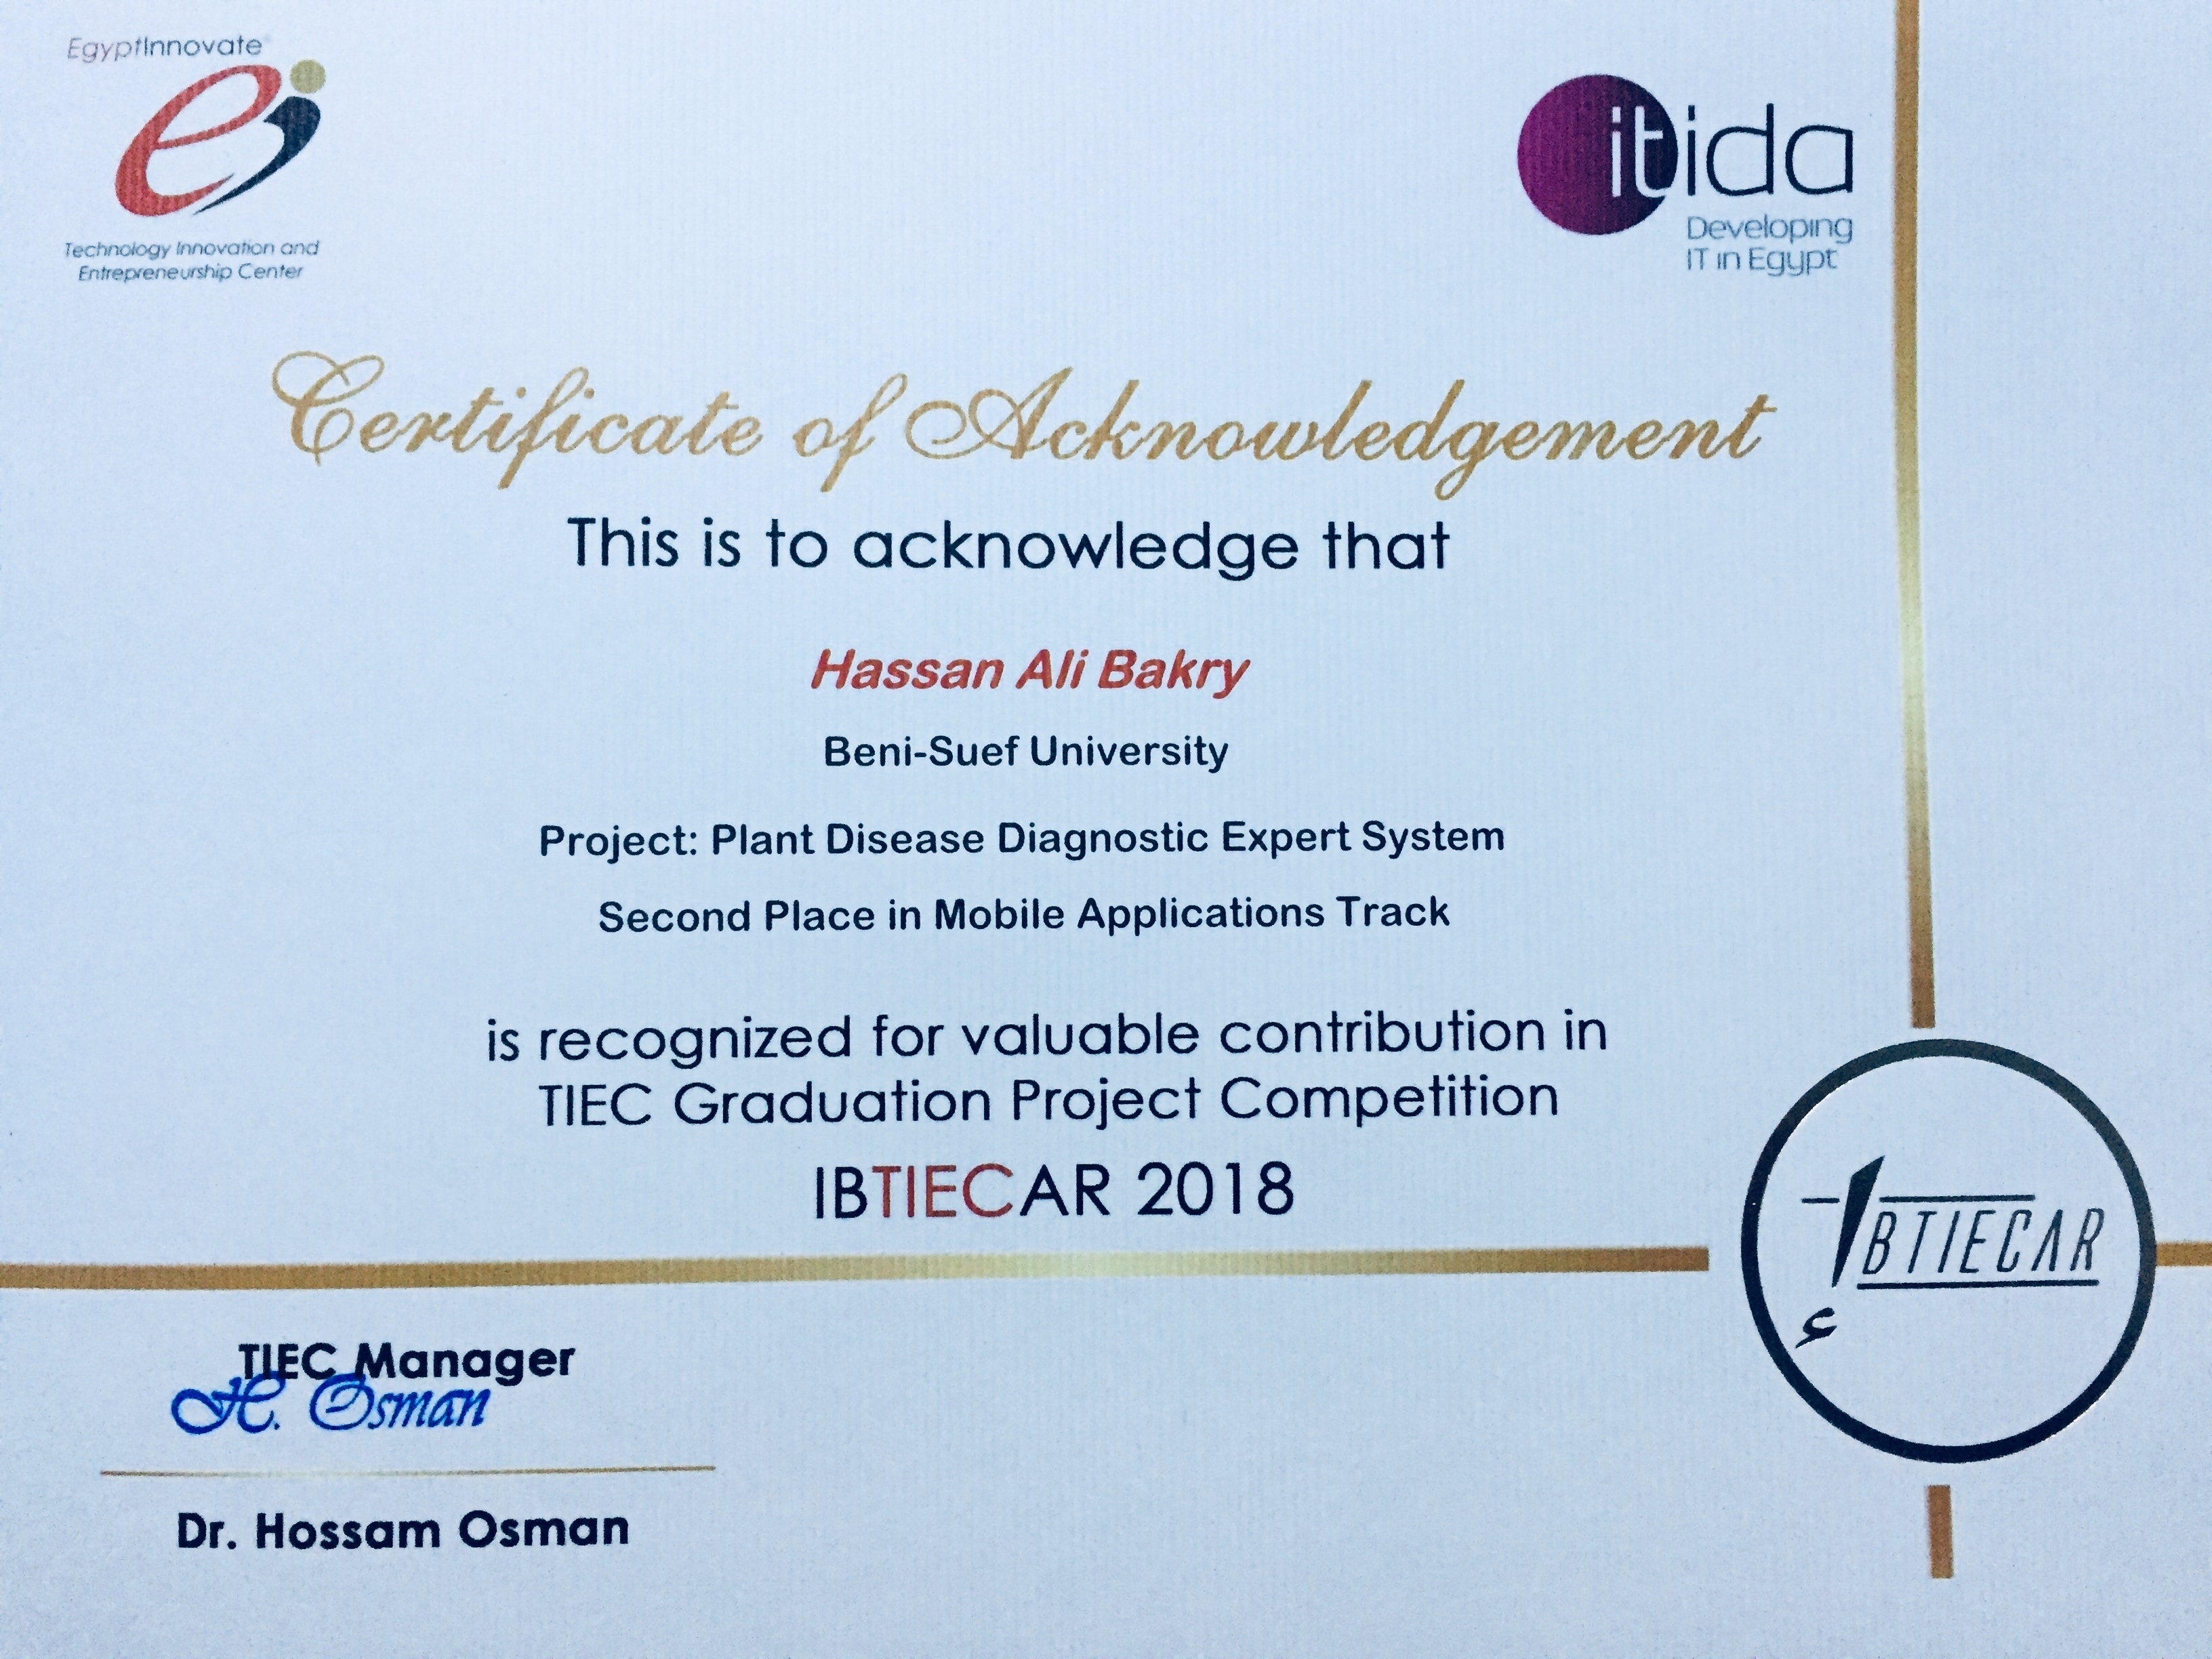 EgyptInnovate
Technology Innovation and
Entrepreneurship Center
itida
Developing
IT in Egypt
Certificate of Acknowledgement
This is to acknowledge that
Hassan Ali Bakry
Beni-Suef University
Project: Plant Disease Diagnostic Expert System
Second Place in Mobile Applications Track
is recognized for valuable contribution in
TIEC Graduation Project Competition
IBTIECAR 2018
IBTIECAR
ء
TIEC Manager
H. Osman
Dr. Hossam Osman